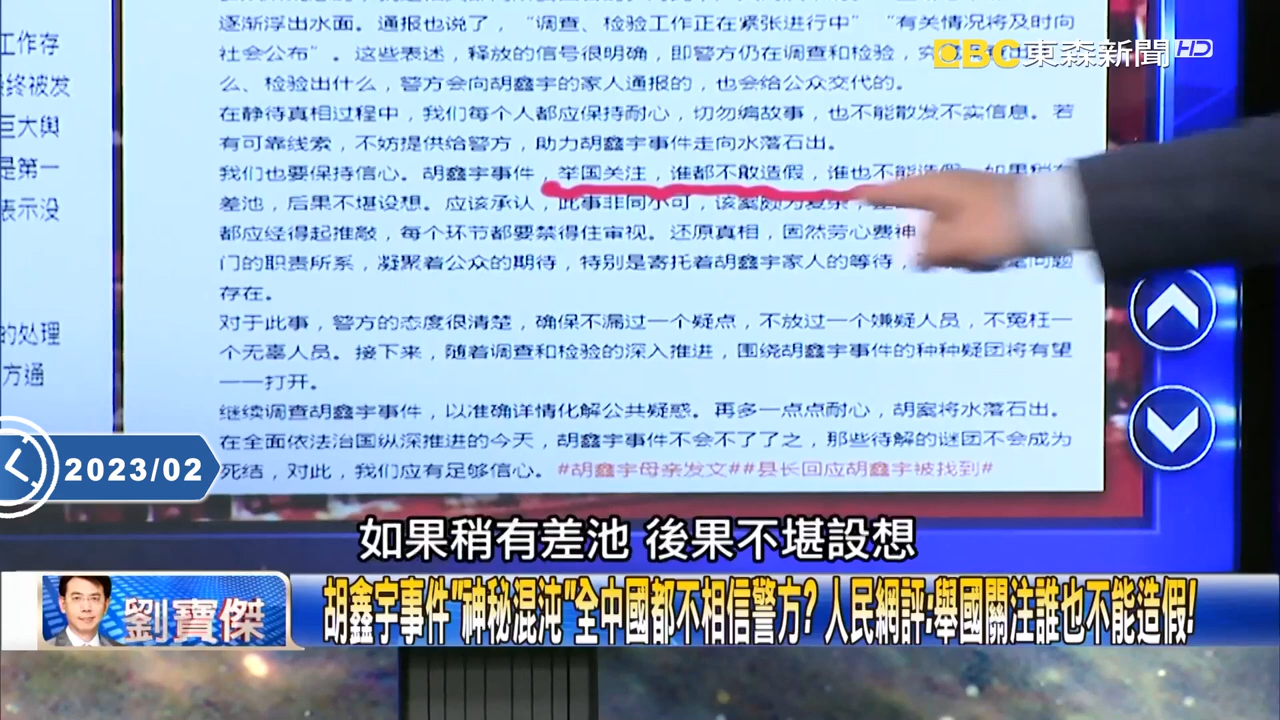 EBC 東森新聞 HD
工作存
终被发
巨大舆
是第一
表示没
的处理
方通
逐渐浮出水面。通报也说了，“调查、检验工作正在紧张进行中”“有关情况将及时向
社会公布”，这些表述，释放的信号很明确，即警方仍在调查和检验，
么、检验出什么，警方会向胡鑫宇的家人通报的，也会给公众交代的。
在静待真相过程中，我们每个人都应保持耐心，切勿编故事，也不能散发不实信息。若
有可靠线索，不妨提供给警方，助力胡鑫宇事件走向水落石出。
我们也要保持信心。胡鑫宇事件，举国关注，谁都不敢造假，谁也不能造假。如果稍有
差池，后果不堪设想。应该承认，此事非同小可，该案颇为复杂，
都应经得起推敲，每个环节都要禁得住审视。还原真相，固然劳心费神
门的职责所系，凝聚着公众的期待，特别是寄托着胡鑫宇家人的等待，
存在。
对于此事，警方的态度很清楚，确保不漏过一个疑点，不放过一个嫌疑人员，不冤枉一
个无辜人员。接下来，随着调查和检验的深入推进，围绕胡鑫宇事件的种种疑团将有望
一一打开。
继续调查胡鑫宇事件，以准确详情化解公共疑惑。再多一点点耐心，胡案将水落石出。
在全面依法治国纵深推进的今天，胡鑫宇事件不会不了了之，那些待解的谜团不会成为
死结，对此，我们应有足够信心。#胡鑫宇母亲发文##县长回应胡鑫宇被找到#
2023/02
如果稍有差池 後果不堪設想
劉寶傑
胡鑫宇事件"神秘混沌"全中國都不相信警方? 人民網評:舉國關注誰也不能造假!